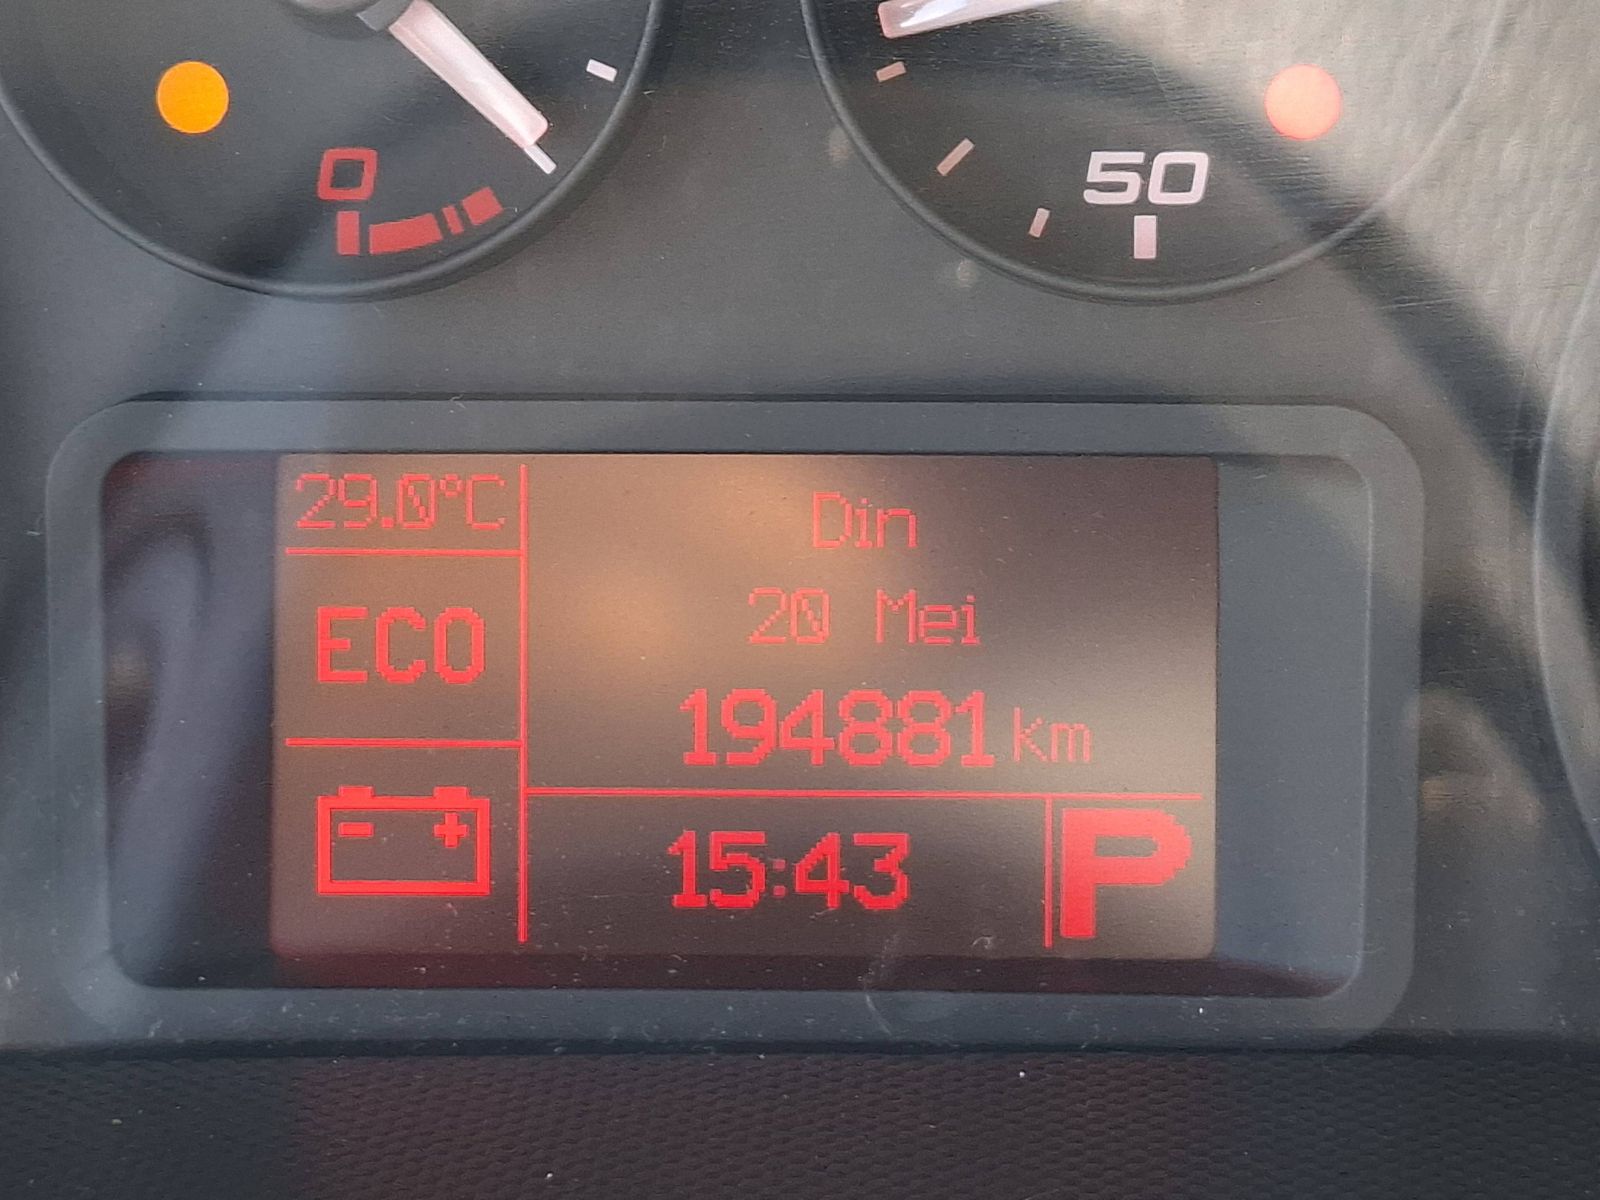 0
50
29.0°C
Din
20 Mei
ECO
194881 km
- +
15:43
P